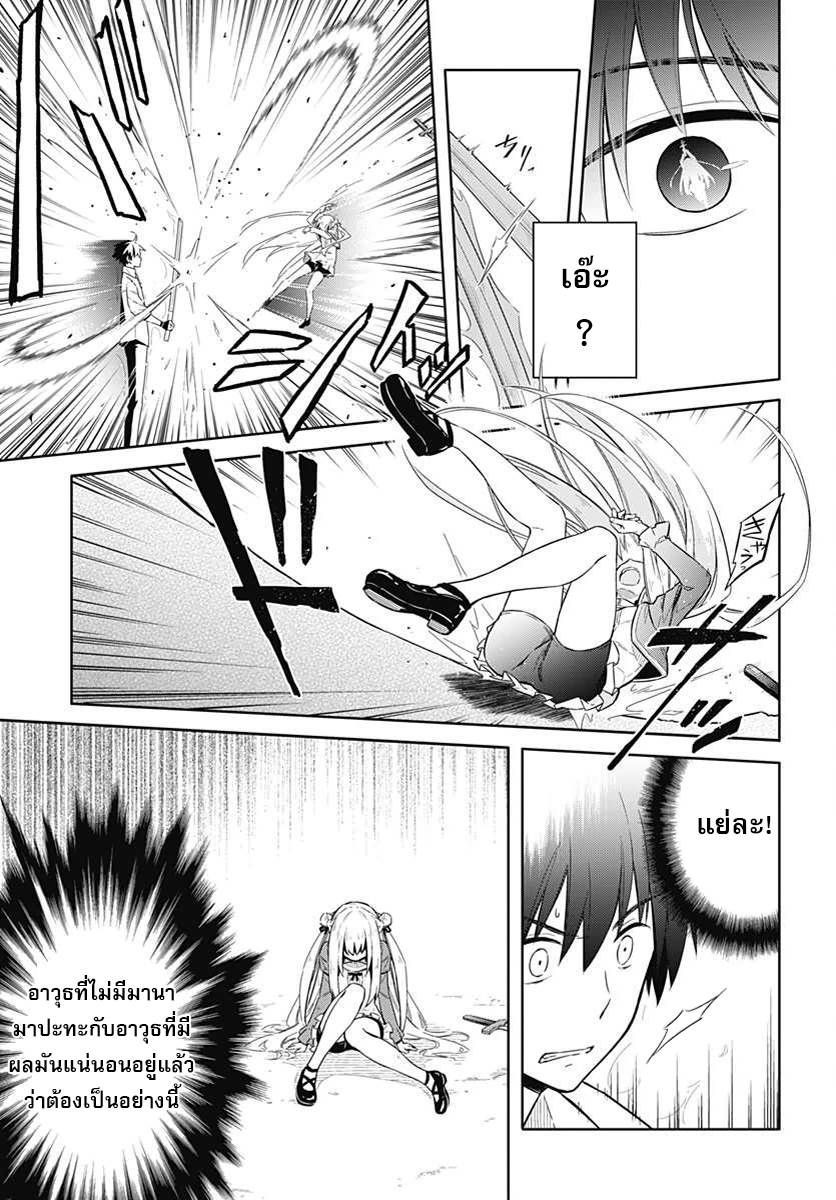 เอ๊ะ
?
แย่ละ!
อาวุธที่ไม่มีมานา
มาปะทะกับอาวุธที่มี
ผลมันแน่นอนอยู่แล้ว
ว่าต้องเป็นอย่างนี้